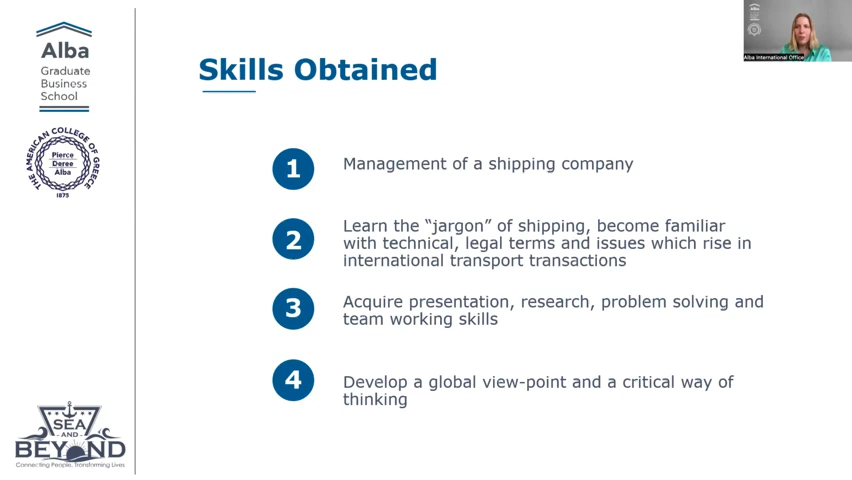 Alba
Graduate
Business
School
THE AMERICAN COLLEGE OF GREECE
Pierce
Deree
Alba
1875
Skills Obtained
1
Management of a shipping company
2
Learn the “jargon” of shipping, become familiar
with technical, legal terms and issues which rise in
international transport transactions
3
Acquire presentation, research, problem solving and
team working skills
4
Develop a global view-point and a critical way of
thinking
SEA
AND
BEYOND
Connecting People, Transforming Lives
Alba International Office